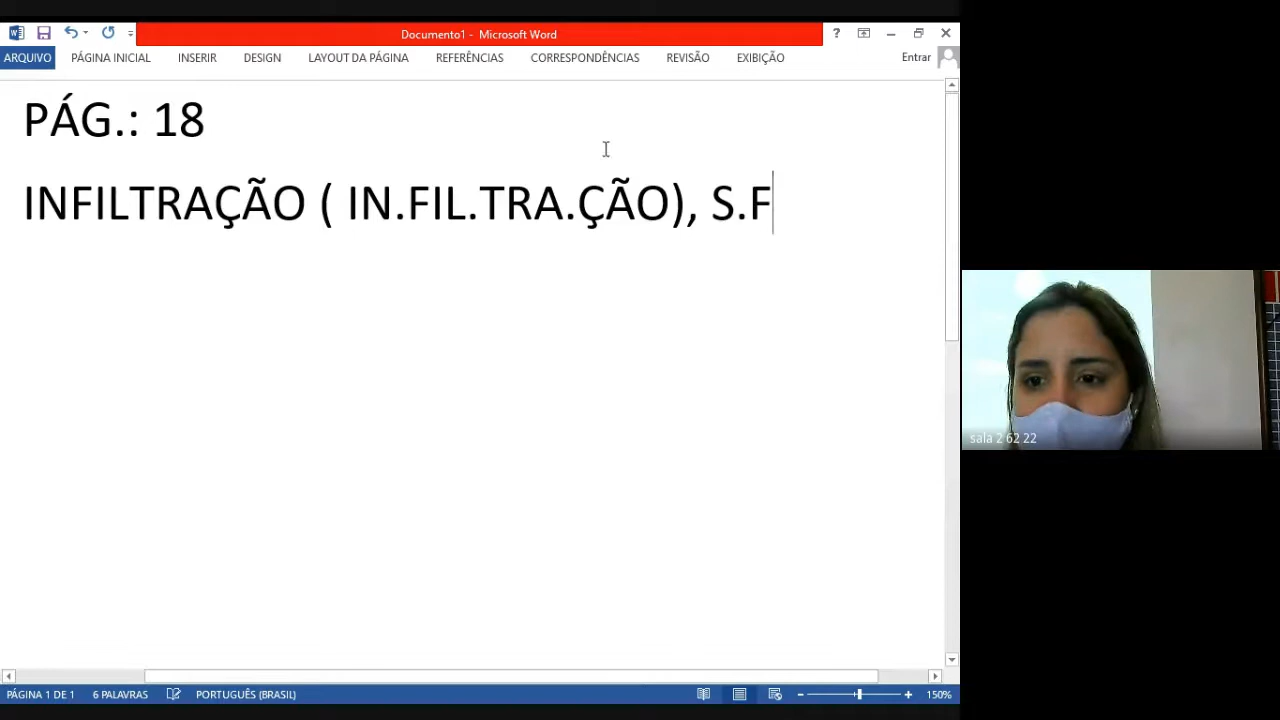 Documento1 - Microsoft Word
?
ARQUIVO PÁGINA INICIAL INSERIR DESIGN LAYOUT DA PÁGINA REFERÊNCIAS CORRESPONDÊNCIAS REVISÃO EXIBIÇÃO Entrar
PÁG.: 18
INFILTRAÇÃO ( IN.FIL.TRA.ÇÃO), S.F
sala 2 62 22
PÁGINA 1 DE 1 6 PALAVRAS PORTUGUÊS (BRASIL) 150%